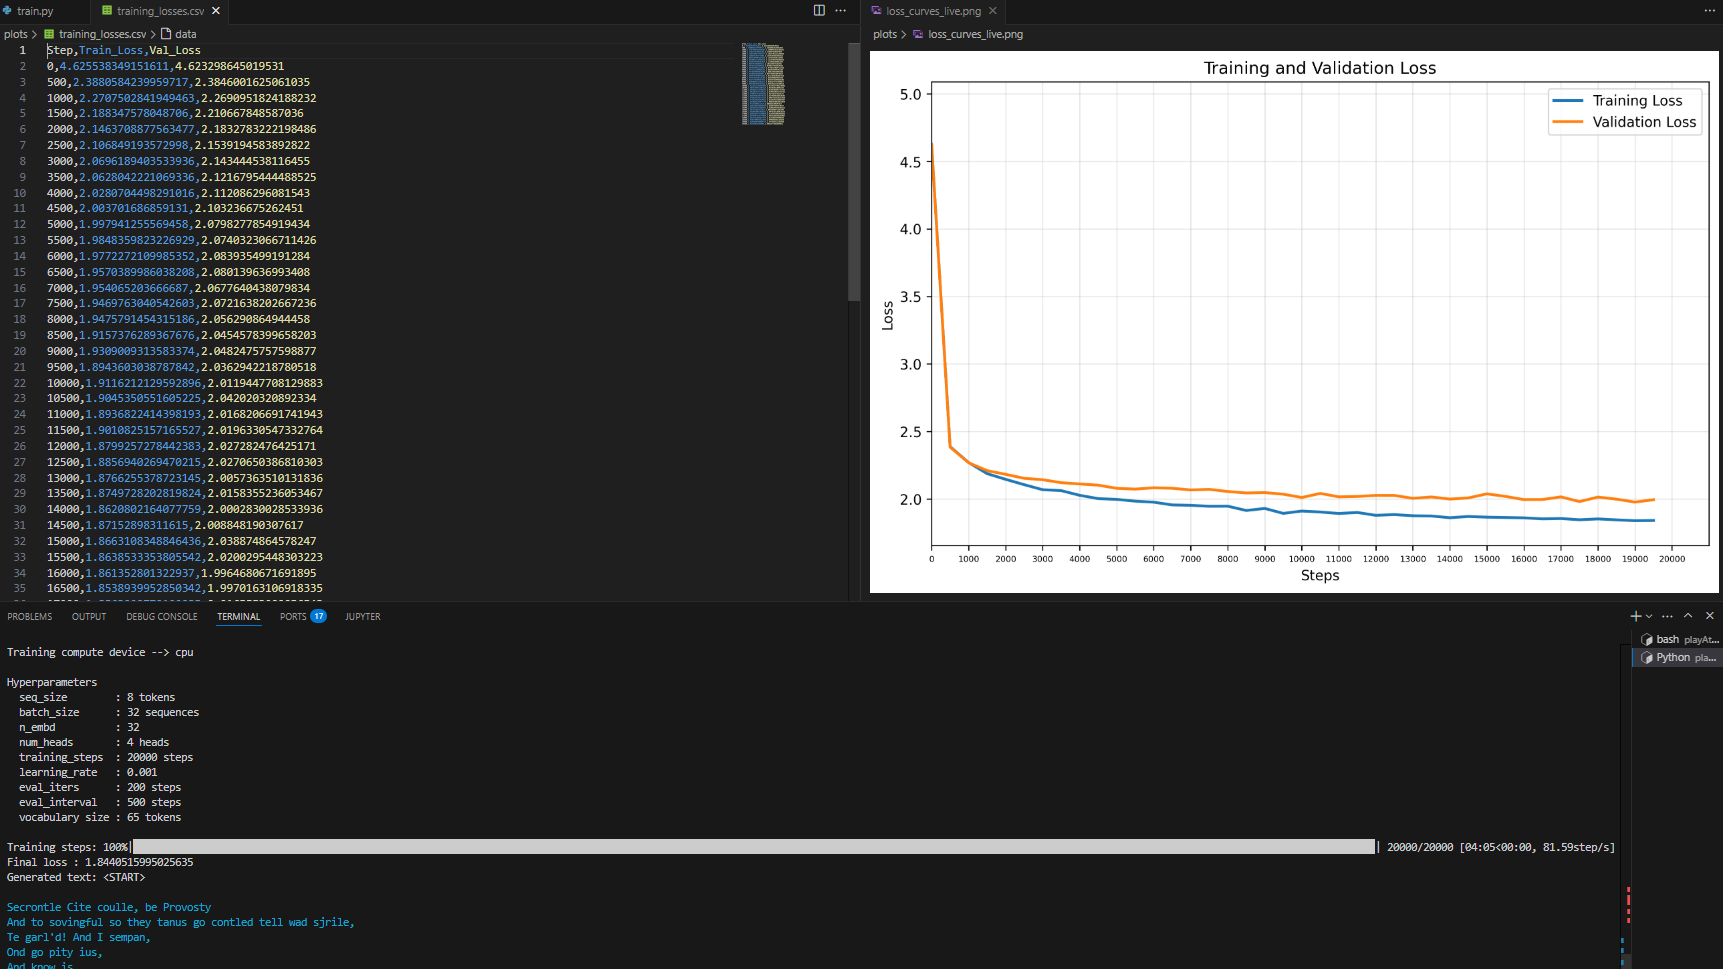 train.py
training_losses.csv
plots > training_losses.csv > data
1 Step,Train_Loss,Val_Loss
2 0,4.625538349151611,4.623298645019531
3 500,2.3880584239959717,2.3846001625061035
4 1000,2.2707502841949463,2.2690951824188232
5 1500,2.188347578048706,2.210667848587036
6 2000,2.1463708877563477,2.1832783222198486
7 2500,2.106849193572998,2.1539194583892822
8 3000,2.0696189403533936,2.143444538116455
9 3500,2.0628042221069336,2.1216795444488525
10 4000,2.0280704498291016,2.112086296081543
11 4500,2.003701686859131,2.103236675262451
12 5000,1.997941255569458,2.0798277854919434
13 5500,1.9848359823226929,2.0740323066711426
14 6000,1.9772272109985352,2.083935499191284
15 6500,1.9570389986038208,2.080139636993408
16 7000,1.954065203666687,2.0677640438079834
17 7500,1.9469763040542603,2.0721638202667236
18 8000,1.9475791454315186,2.056290864944458
19 8500,1.9157376289367676,2.0454578399658203
20 9000,1.9309009313583374,2.0482475757598877
21 9500,1.8943603038787842,2.0362942218780518
22 10000,1.9116212129592896,2.0119447708129883
23 10500,1.9045350551605225,2.042020320892334
24 11000,1.8936822414398193,2.0168206691741943
25 11500,1.9010825157165527,2.0196330547332764
26 12000,1.8799257278442383,2.027282476425171
27 12500,1.8856940269470215,2.0270650386810303
28 13000,1.8766255378723145,2.0057363510131836
29 13500,1.8749728202819824,2.0158355236053467
30 14000,1.8620802164077759,2.0002830028533936
31 14500,1.87152898311615,2.008848190307617
32 15000,1.8663108348846436,2.038874864578247
33 15500,1.8638533353805542,2.0200295448303223
34 16000,1.861352801322937,1.9964680671691895
35 16500,1.8538939952850342,1.9970163106918335
loss_curves_live.png
plots > loss_curves_live.png
Training and Validation Loss
Training Loss
Validation Loss
5.0
4.5
4.0
3.5
3.0
2.5
2.0
Loss
0 1000 2000 3000 4000 5000 6000 7000 8000 9000 10000 11000 12000 13000 14000 15000 16000 17000 18000 19000 20000
Steps
PROBLEMS OUTPUT DEBUG CONSOLE TERMINAL PORTS 17 JUPYTER
bash playAt...
Python pla...
Training compute device --> cpu
Hyperparameters
seq_size : 8 tokens
batch_size : 32 sequences
n_embd : 32
num_heads : 4 heads
training_steps : 20000 steps
learning_rate : 0.001
eval_iters : 200 steps
eval_interval : 500 steps
vocabulary size : 65 tokens
Training steps: 100%| | 20000/20000 [04:05<00:00, 81.59step/s]
Final loss : 1.8440515995025635
Generated text: <START>
Secrontle Cite coulle, be Provosty
And to sovingful so they tanus go contled tell wad sjrile,
Te garl'd! And I sempan,
Ond go pity ius,
And know is